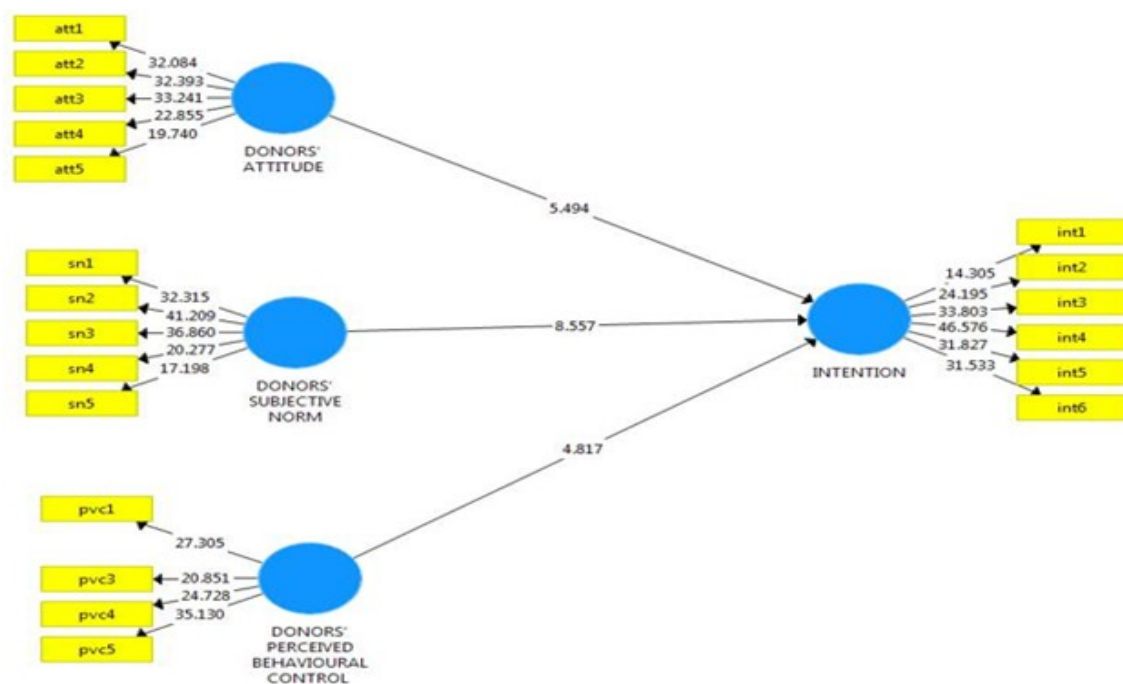 att1
att2
att3
att4
att5
32.084
32.393
33.241
22.855
19.740
DONORS'
ATTITUDE
5.494
sn1
sn2
sn3
sn4
sn5
32.315
41.209
36.860
20.277
17.198
DONORS'
SUBJECTIVE
NORM
8.557
pvc1
pvc3
pvc4
pvc5
27.305
20.851
24.728
35.130
DONORS'
PERCEIVED
BEHAVIOURAL
CONTROL
4.817
INTENTION
14.305
24.195
33.803
46.576
31.827
31.533
int1
int2
int3
int4
int5
int6